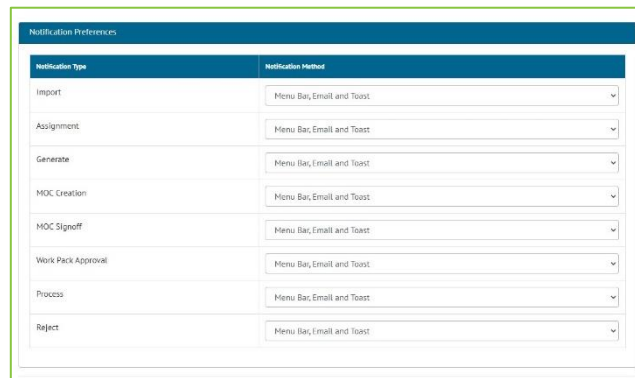 Notification Preferences
Notification Type Notification Method
Import Menu Bar, Email and Toast
Assignment Menu Bar, Email and Toast
Generate Menu Bar, Email and Toast
MOC Creation Menu Bar, Email and Toast
MOC Signoff Menu Bar, Email and Toast
Work Pack Approval Menu Bar, Email and Toast
Process Menu Bar, Email and Toast
Reject Menu Bar, Email and Toast